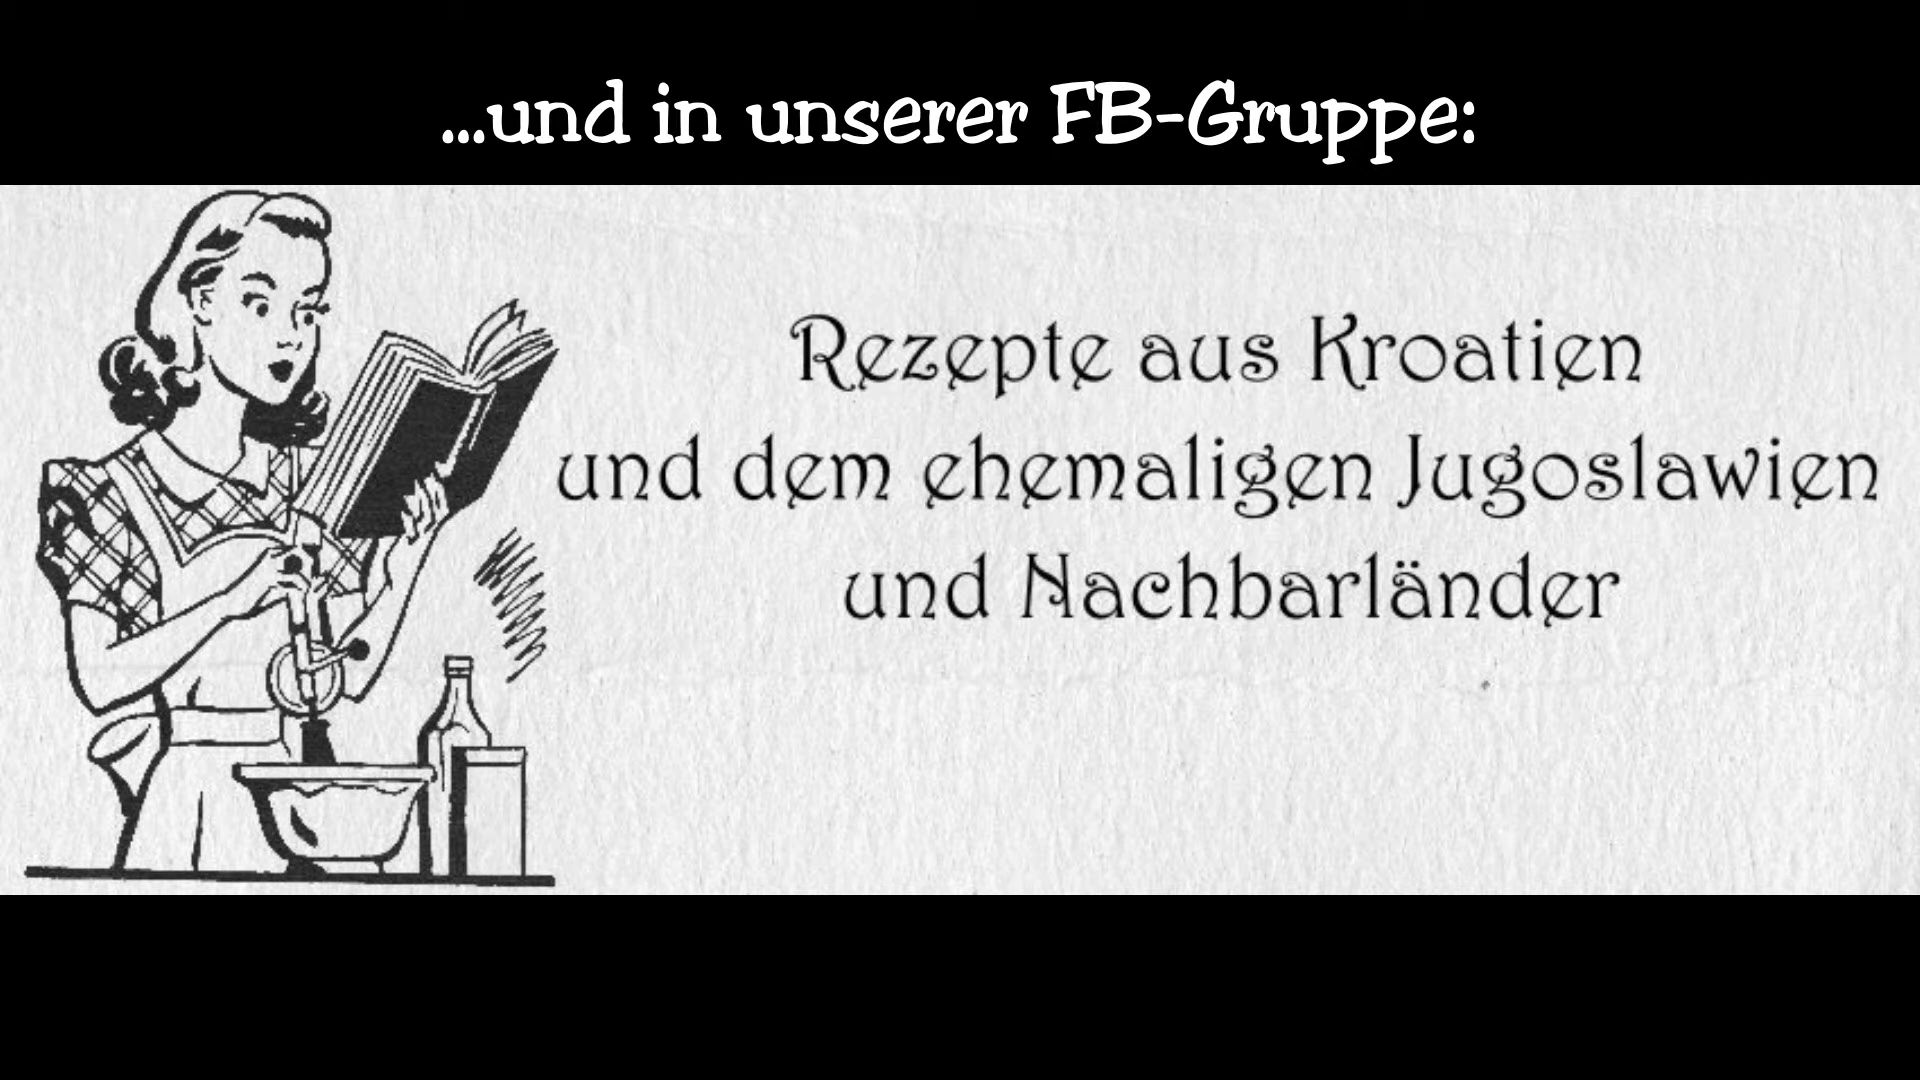 ...und in unserer FB-Gruppe:
Rezepte aus Kroatien
und dem ehemaligen Jugoslawien
und Nachbarländer